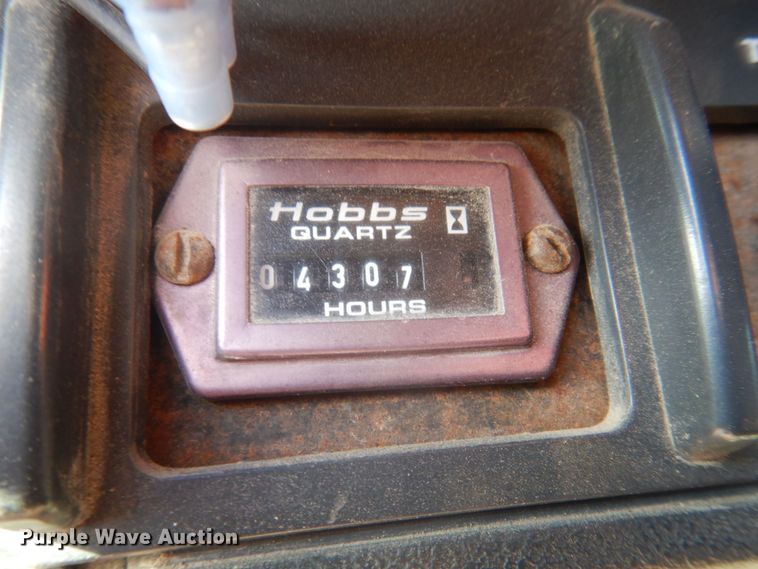 Hobbs
QUARTZ
04307
HOURS
Purple Wave Auction